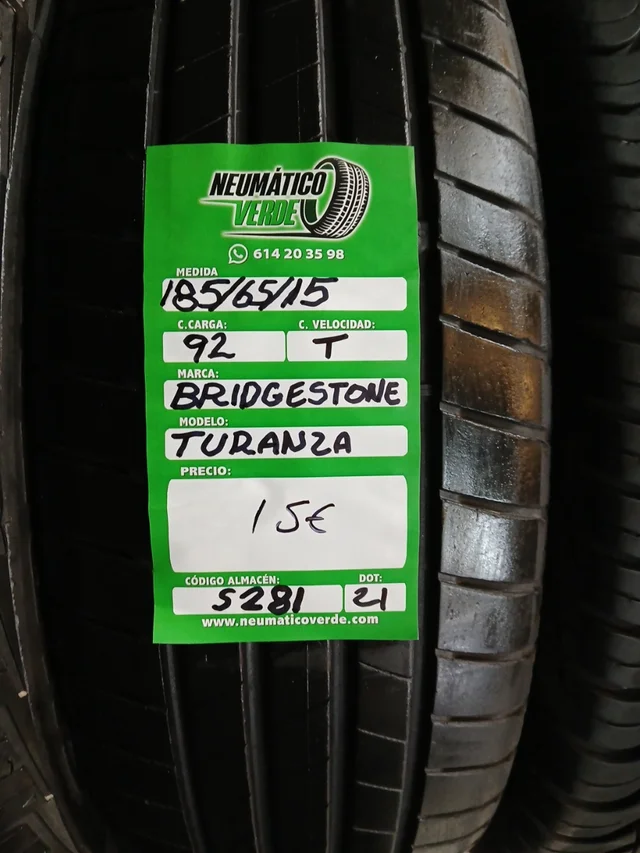 NEUMÁTICO
VERDE
614 20 35 98
MEDIDA
185/65/15
C.CARGA: C. VELOCIDAD:
92 T
MARCA:
BRIDGESTONE
MODELO:
TURANZA
PRECIO:
15€
CÓDIGO ALMACÉN: DOT:
S281 21
www.neumaticoverde.com